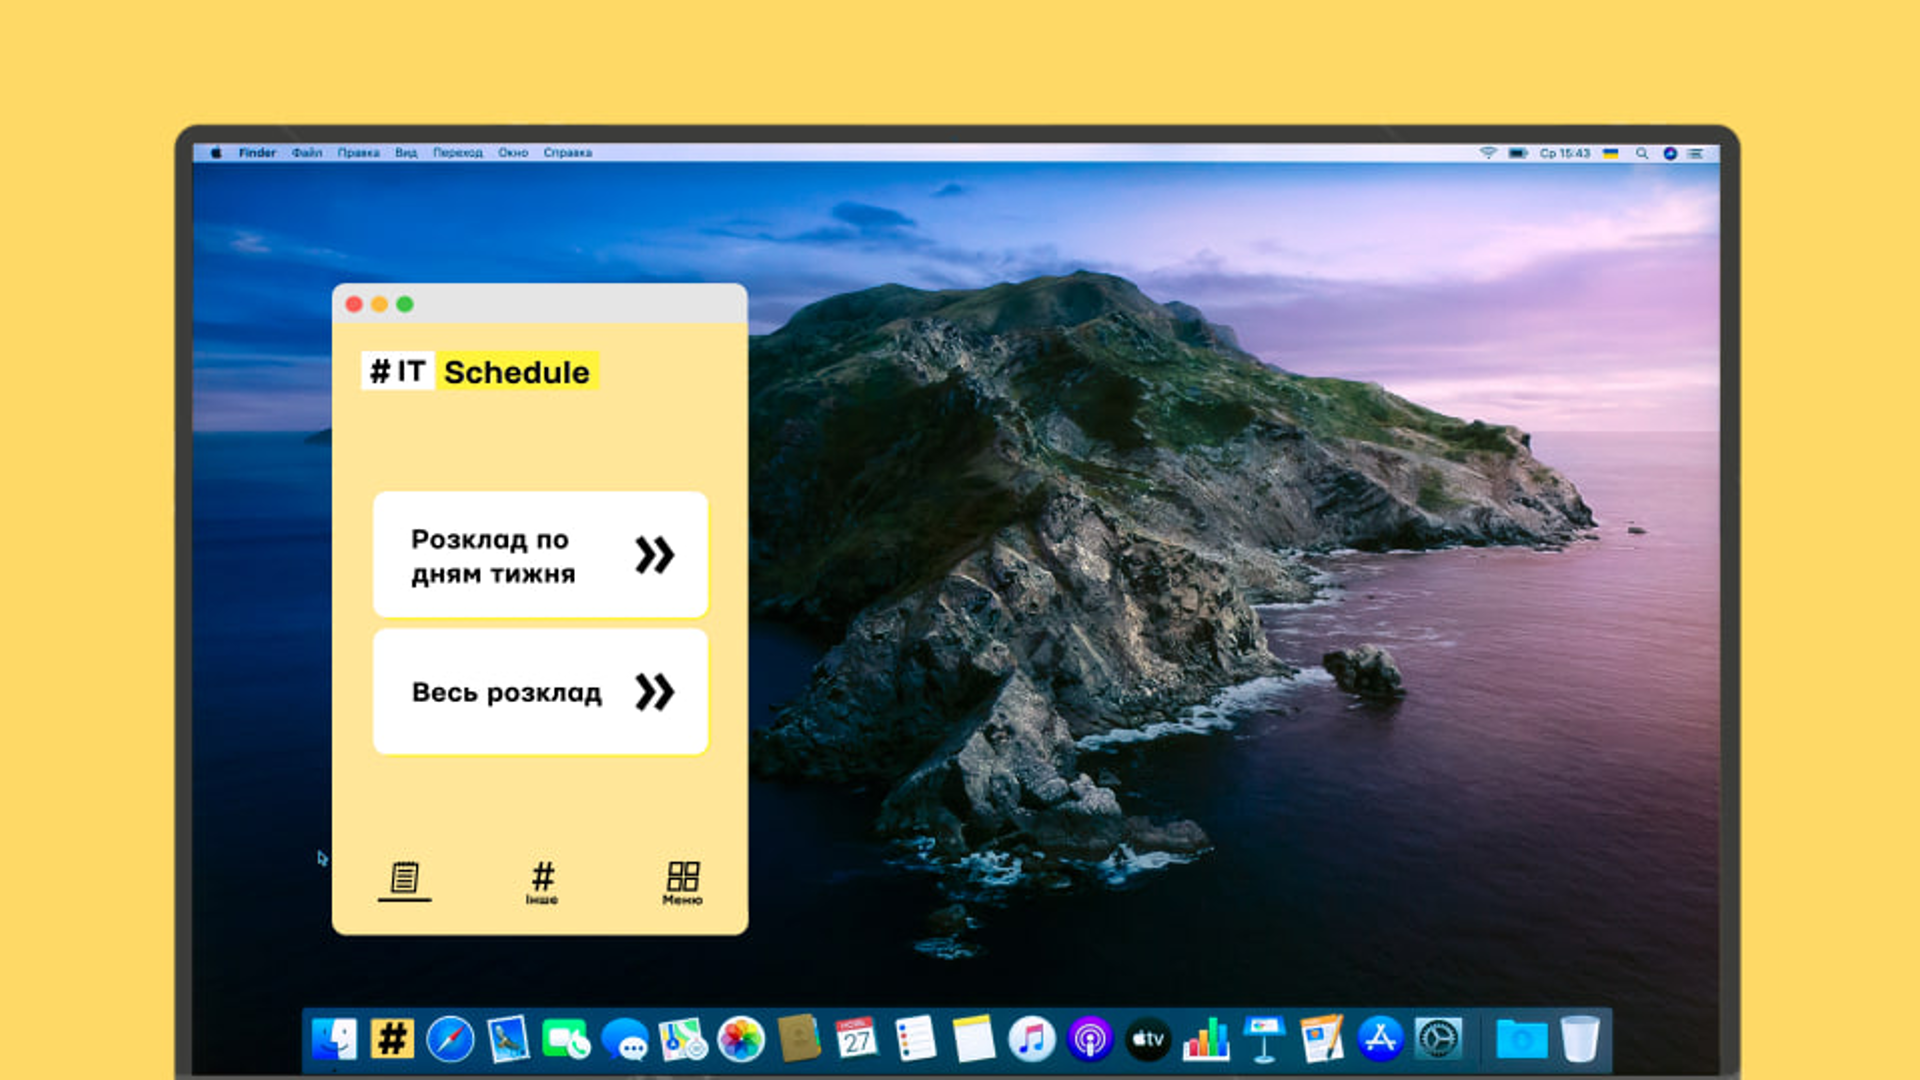 Finder Файл Правка Вид Переход Окно Справка
Ср 15:43
#IT Schedule
Розклад по
дням тижня
Весь розклад
#
Інше
Меню
#
27
tv